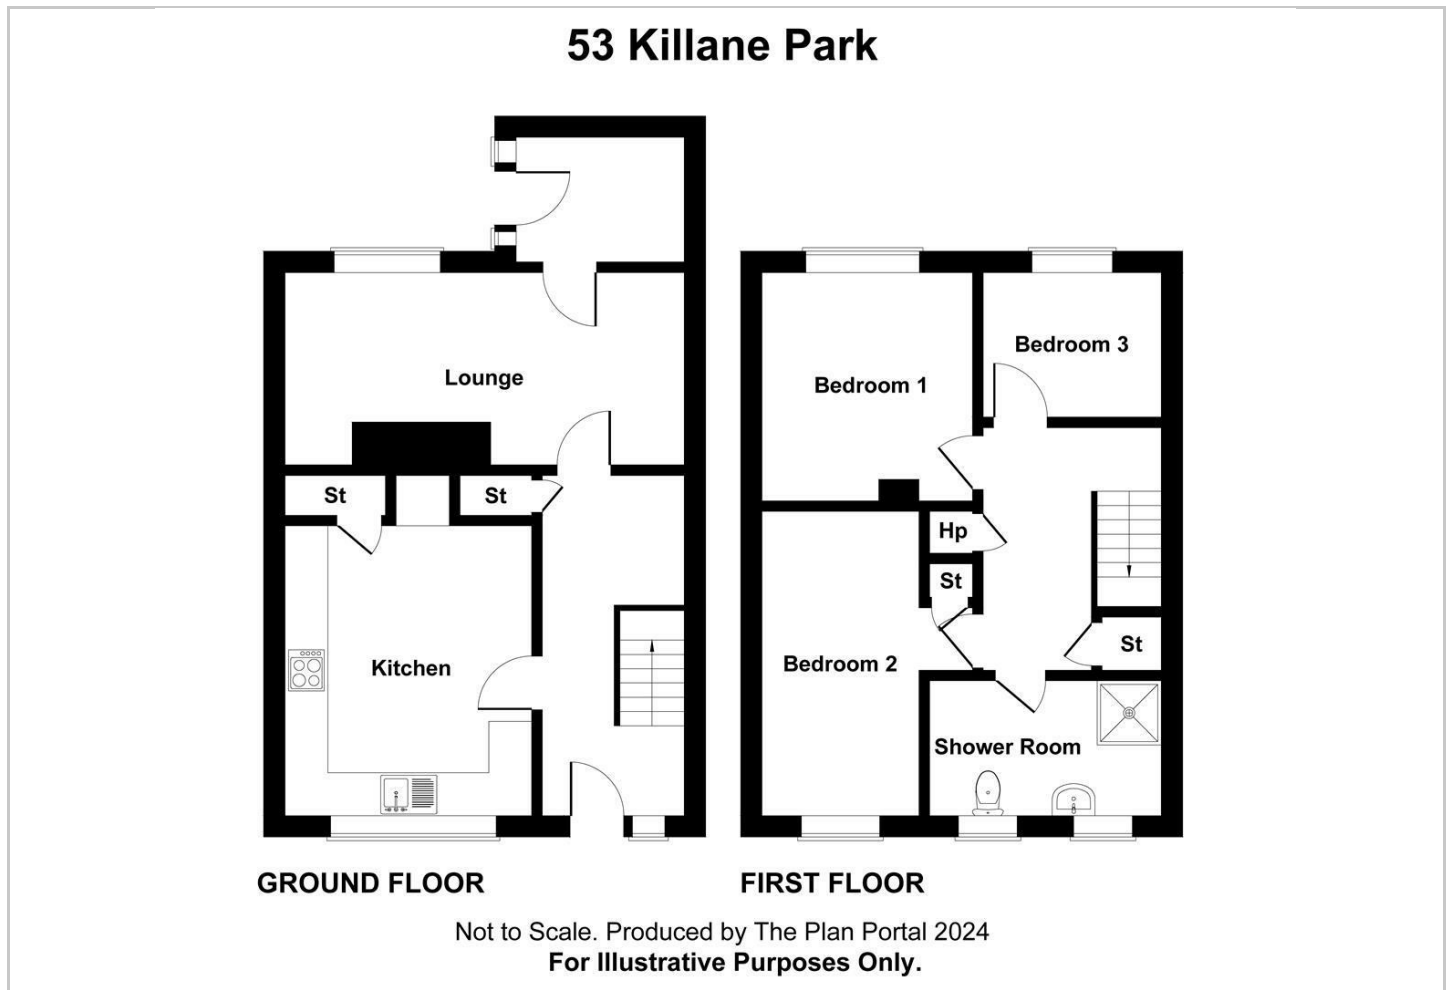 53 Killane Park
Lounge
St
St
Kitchen
GROUND FLOOR
Bedroom 1
Bedroom 3
Hp
St
St
Bedroom 2
Shower Room
FIRST FLOOR
Not to Scale. Produced by The Plan Portal 2024
For Illustrative Purposes Only.